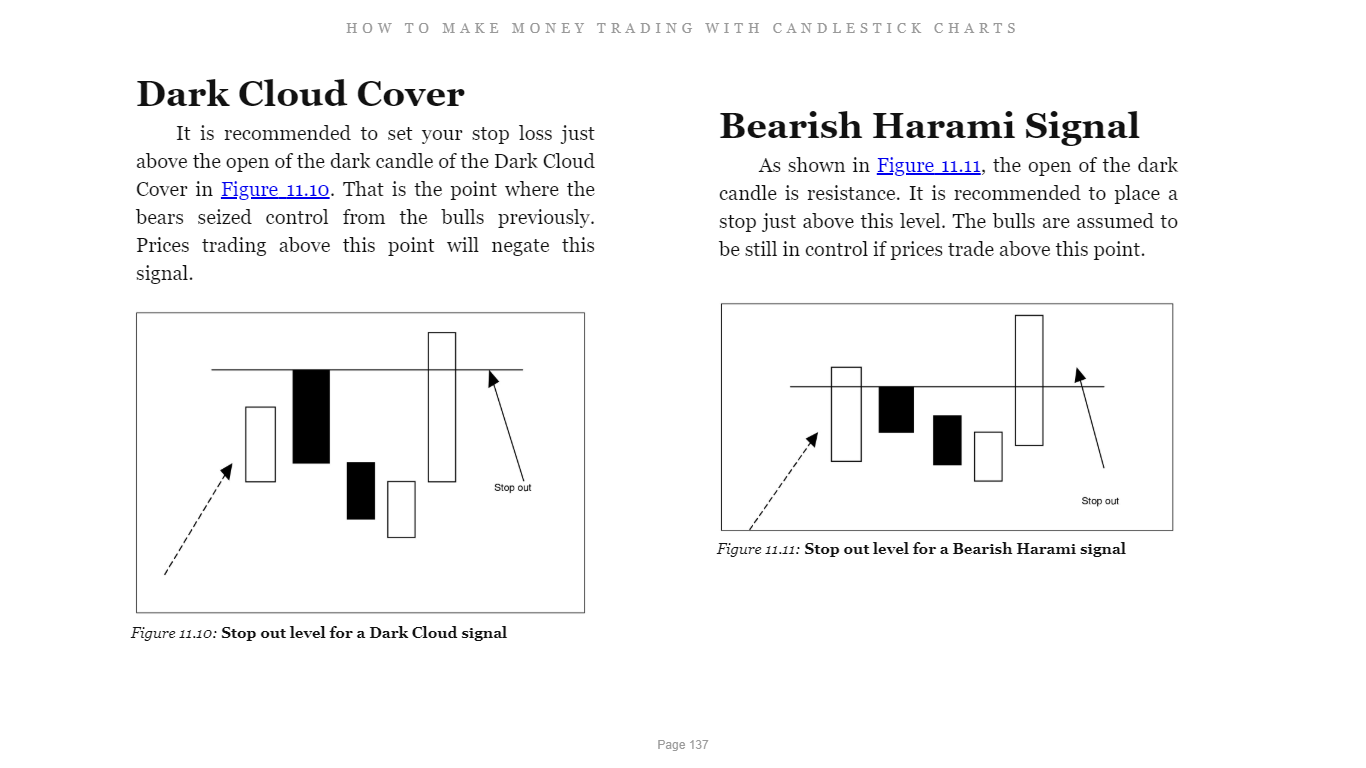 HOW TO MAKE MONEY TRADING WITH CANDLESTICK CHARTS
Dark Cloud Cover
It is recommended to set your stop loss just
above the open of the dark candle of the Dark Cloud
Cover in Figure 11.10. That is the point where the
bears seized control from the bulls previously.
Prices trading above this point will negate this
signal.
Stop out
Figure 11.10: Stop out level for a Dark Cloud signal
Bearish Harami Signal
As shown in Figure 11.11, the open of the dark
candle is resistance. It is recommended to place a
stop just above this level. The bulls are assumed to
be still in control if prices trade above this point.
Stop out
Figure 11.11: Stop out level for a Bearish Harami signal
Page 137